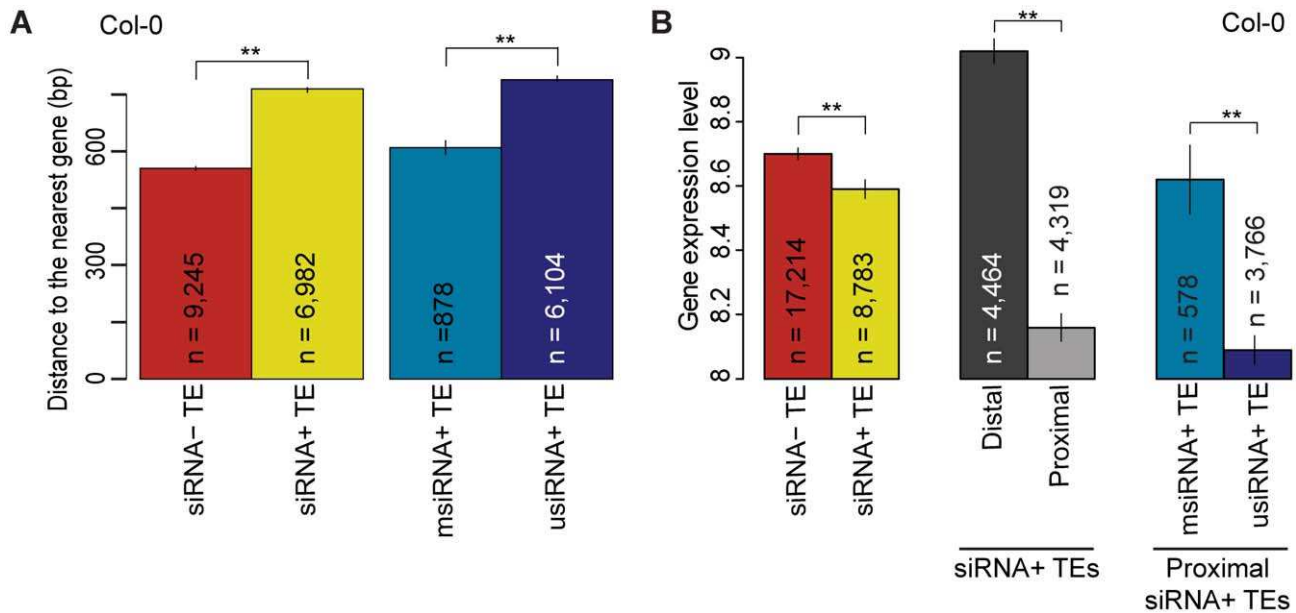 A
Col-0
**
**
Distance to the nearest gene (bp)
600
300
0
n = 9,245
n = 6,982
n =878
n = 6,104
siRNA− TE
siRNA+ TE
msiRNA+ TE
usiRNA+ TE
B
Col-0
**
**
**
Gene expression level
9
8.8
8.6
8.4
8.2
8
n = 17,214
n = 8,783
n = 4,464
n = 4,319
n = 578
n = 3,766
siRNA− TE
siRNA+ TE
Distal
Proximal
msiRNA+ TE
usiRNA+ TE
siRNA+ TEs
Proximal
siRNA+ TEs